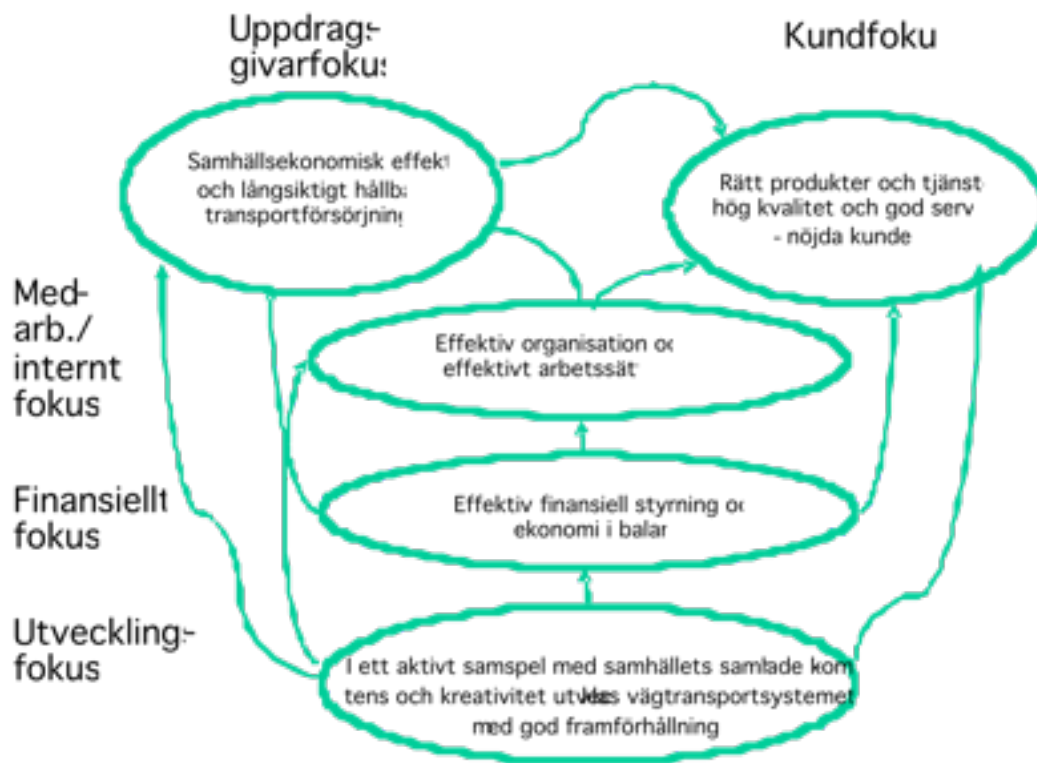 Uppdrags-
givarfokus
Kundfoku
Samhällsekonomisk effekt
och långsiktigt hållba
transportförsörjning
Rätt produkter och tjänst
hög kvalitet och god serv
- nöjda kunde
Med-
arb./
internt
fokus
Effektiv organisation oc
effektivt arbetssät
Finansiellt
fokus
Effektiv finansiell styrning oc
ekonomi i balan
Utvecklings-
fokus
I ett aktivt samspel med samhällets samlade kom
tens och kreativitet vägtransportsystemet
med god framförhållning